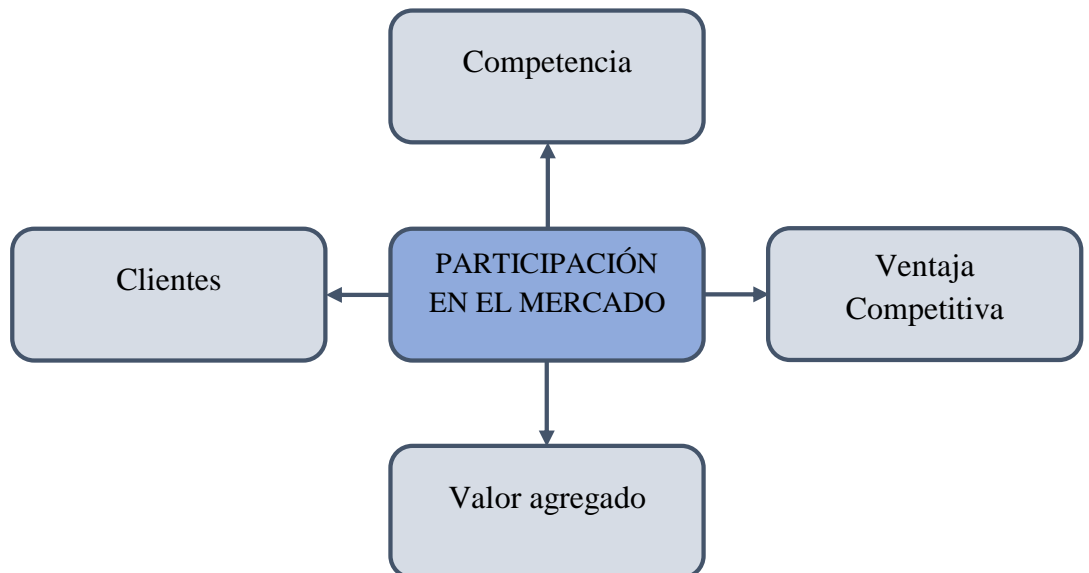 Competencia
Clientes
PARTICIPACIÓN
EN EL MERCADO
Ventaja
Competitiva
Valor agregado